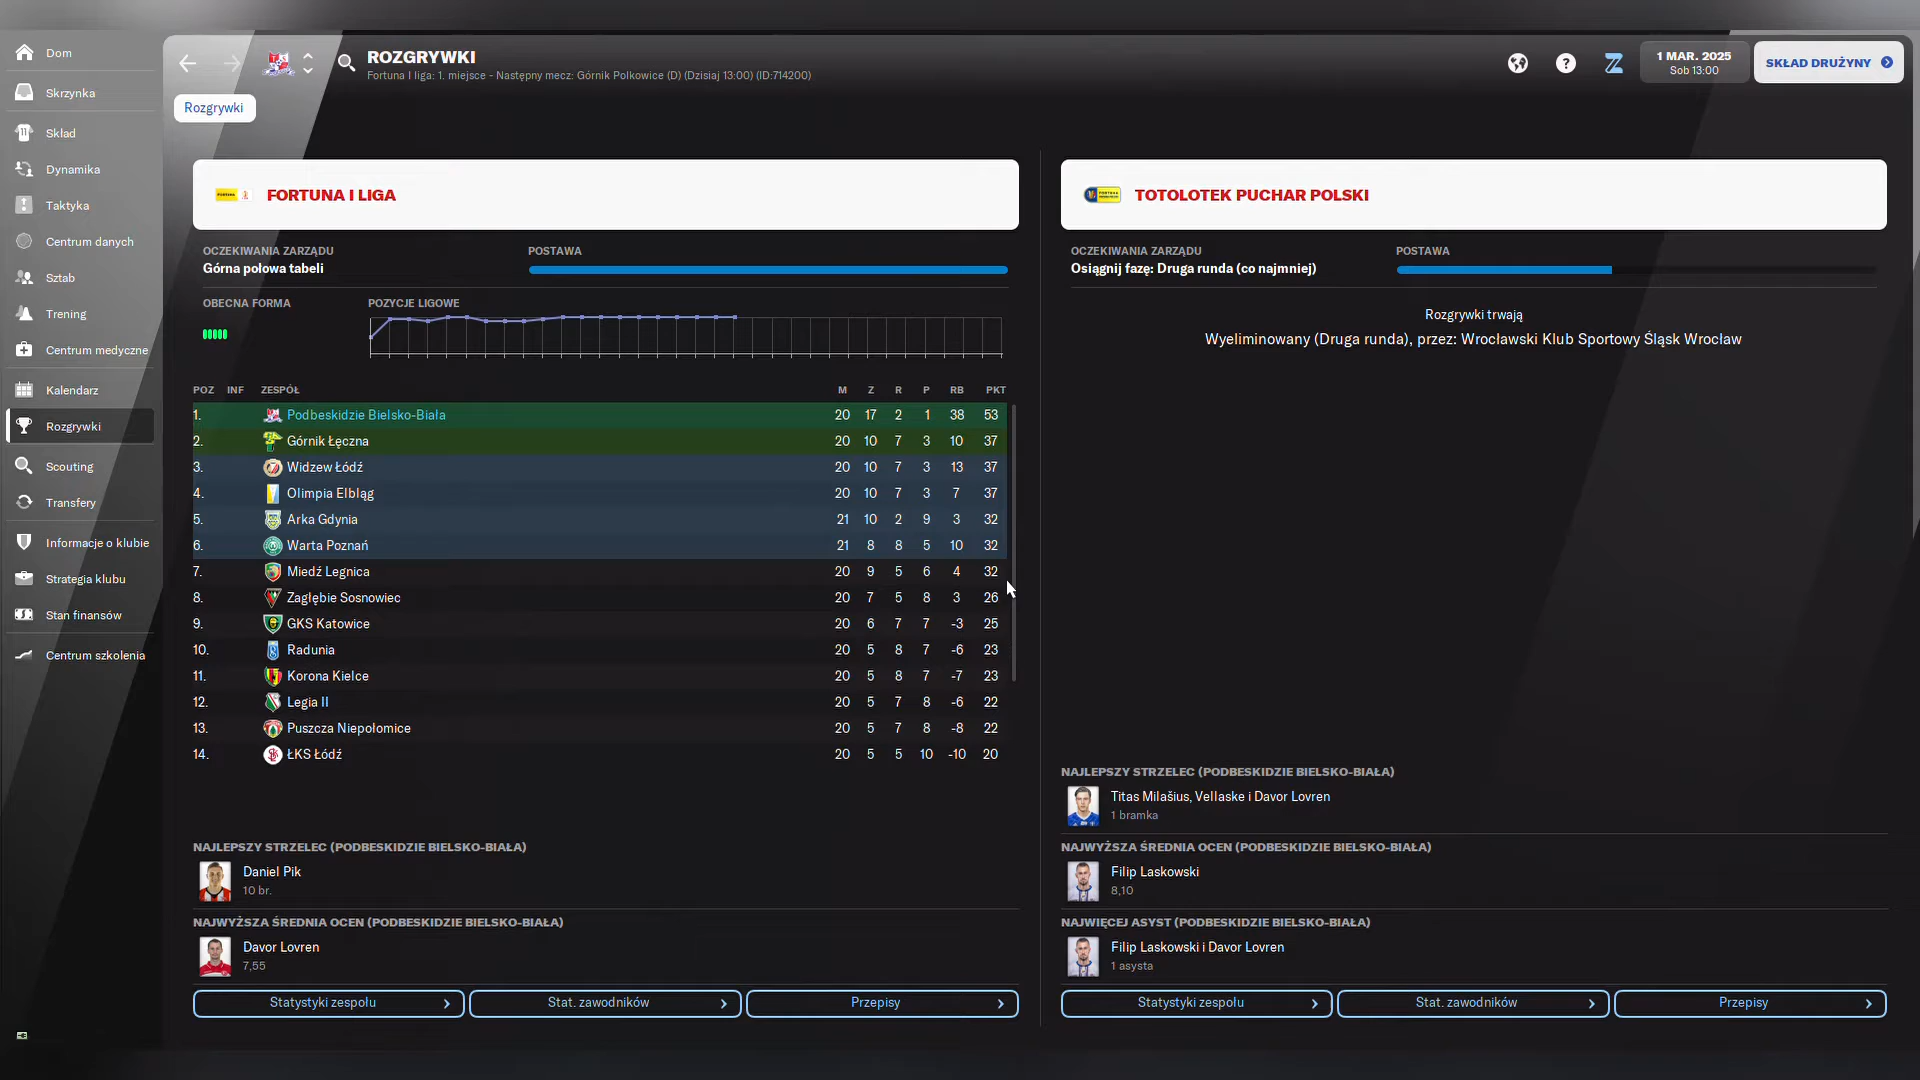 Dom
Skrzynka
Skład
Dynamika
Taktyka
Centrum danych
Sztab
Trening
Centrum medyczne
Kalendarz
Rozgrywki
Scouting
Transfery
Informacje o klubie
Strategia klubu
Stan finansów
Centrum szkolenia
ROZGRYWKI
Fortuna I liga: 1. miejsce - Następny mecz: Górnik Polkowice (D) (Dzisiaj 13:00) (ID:714200)
1 MAR. 2025
Sob 13:00
SKŁAD DRUŻYNY
Rozgrywki
FORTUNA I LIGA
OCZEKIWANIA ZARZĄDU
Górna połowa tabeli
POSTAWA
OBECNA FORMA
POZYCJE LIGOWE
POZ INF ZESPÓŁ M Z R P RB PKT
1. Podbeskidzie Bielsko-Biała 20 17 2 1 38 53
2. Górnik Łęczna 20 10 7 3 10 37
3. Widzew Łódź 20 10 7 3 13 37
4. Olimpia Elbląg 20 10 7 3 7 37
5. Arka Gdynia 21 10 2 9 3 32
6. Warta Poznań 21 8 8 5 10 32
7. Miedź Legnica 20 9 5 6 4 32
8. Zagłębie Sosnowiec 20 7 5 8 3 26
9. GKS Katowice 20 6 7 7 -3 25
10. Radunia 20 5 8 7 -6 23
11. Korona Kielce 20 5 8 7 -7 23
12. Legia II 20 5 7 8 -6 22
13. Puszcza Niepołomice 20 5 7 8 -8 22
14. ŁKS Łódź 20 5 5 10 -10 20
NAJLEPSZY STRZELEC (PODBESKIDZIE BIELSKO-BIAŁA)
Daniel Pik
10 br.
NAJWYŻSZA ŚREDNIA OCEN (PODBESKIDZIE BIELSKO-BIAŁA)
Davor Lovren
7,55
Statystyki zespołu
Stat. zawodników
Przepisy
TOTOLOTEK PUCHAR POLSKI
OCZEKIWANIA ZARZĄDU
Osiągnij fazę: Druga runda (co najmniej)
POSTAWA
Rozgrywki trwają
Wyeliminowany (Druga runda), przez: Wrocławski Klub Sportowy Śląsk Wrocław
NAJLEPSZY STRZELEC (PODBESKIDZIE BIELSKO-BIAŁA)
Titas Milašius, Vellaske i Davor Lovren
1 bramka
NAJWYŻSZA ŚREDNIA OCEN (PODBESKIDZIE BIELSKO-BIAŁA)
Filip Laskowski
8,10
NAJWIĘCEJ ASYST (PODBESKIDZIE BIELSKO-BIAŁA)
Filip Laskowski i Davor Lovren
1 asysta
Statystyki zespołu
Stat. zawodników
Przepisy